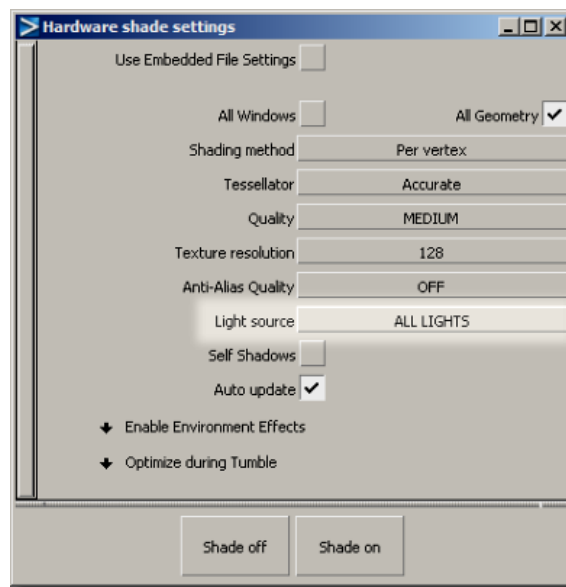 Hardware shade settings
Use Embedded File Settings
All Windows All Geometry
Shading method Per vertex
Tessellator Accurate
Quality MEDIUM
Texture resolution 128
Anti-Alias Quality OFF
Light source ALL LIGHTS
Self Shadows
Auto update
Enable Environment Effects
Optimize during Tumble
Shade off Shade on